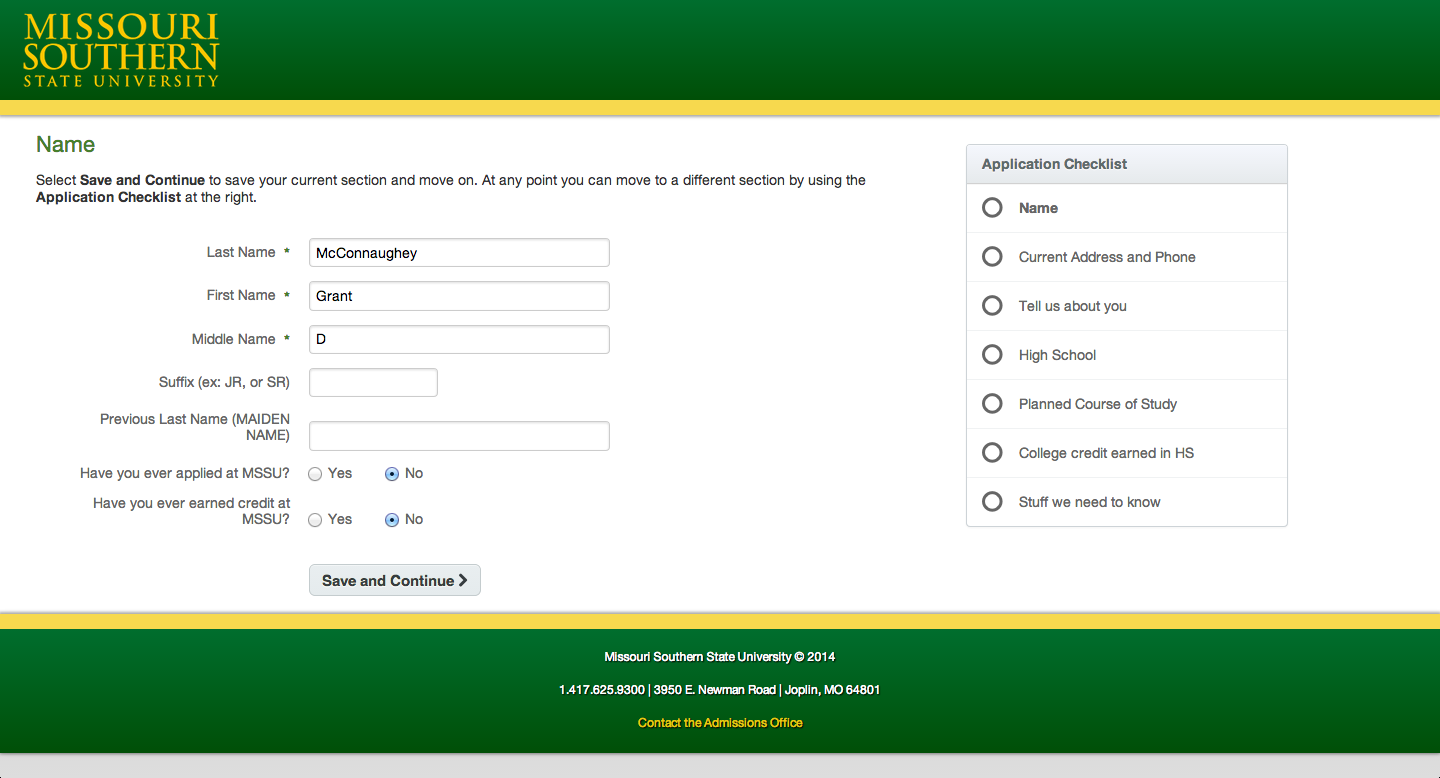 MISSOURI
SOUTHERN
STATE UNIVERSITY
Name
Select Save and Continue to save your current section and move on. At any point you can move to a different section by using the
Application Checklist at the right.
Last Name *
McConnaughey
First Name *
Grant
Middle Name *
D
Suffix (ex: JR, or SR)
Previous Last Name (MAIDEN
NAME)
Have you ever applied at MSSU? Yes No
Have you ever earned credit at
MSSU? Yes No
Save and Continue
Application Checklist
Name
Current Address and Phone
Tell us about you
High School
Planned Course of Study
College credit earned in HS
Stuff we need to know
Missouri Southern State University © 2014
1.417.625.9300 | 3950 E. Newman Road | Joplin, MO 64801
Contact the Admissions Office